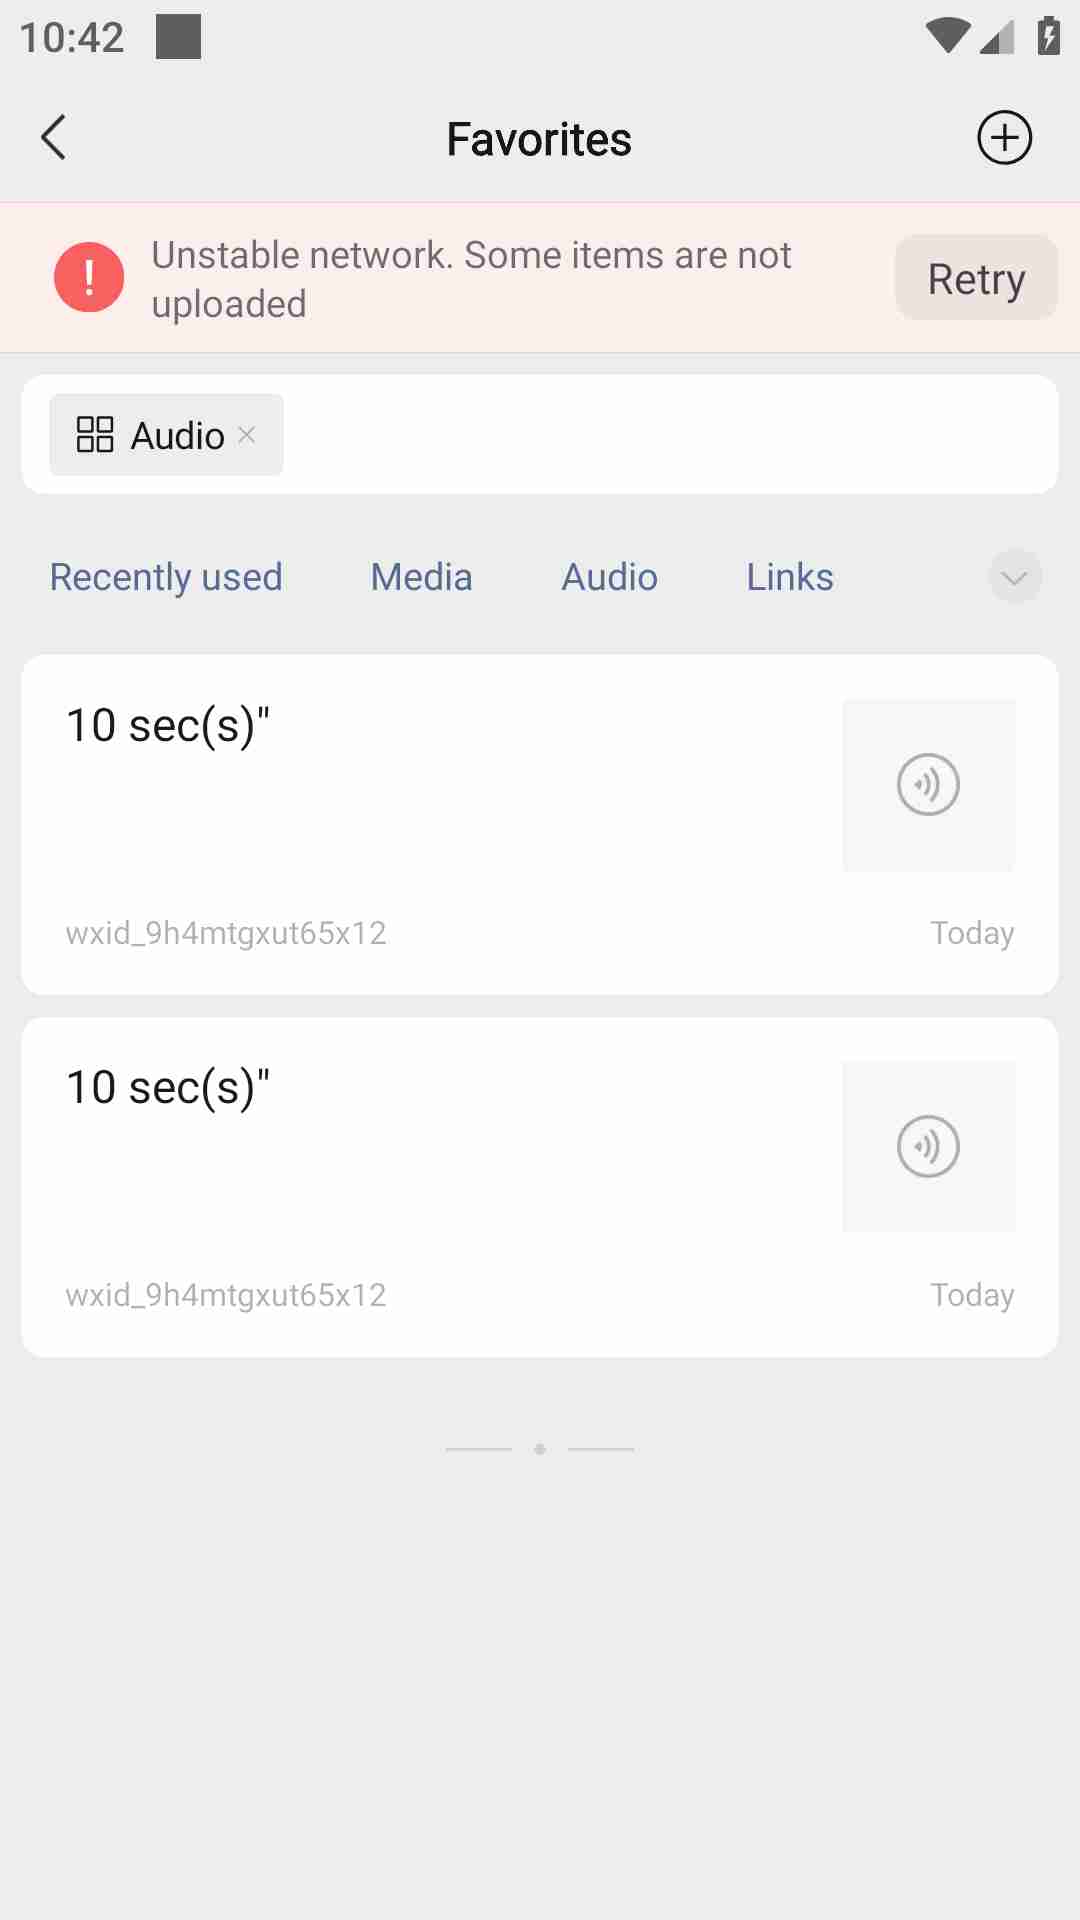 10:42
Favorites
Unstable network. Some items are not
uploaded
Retry
Audio
Recently used Media Audio Links
10 sec(s)"
wxid_9h4mtgxut65x12 Today
10 sec(s)"
wxid_9h4mtgxut65x12 Today